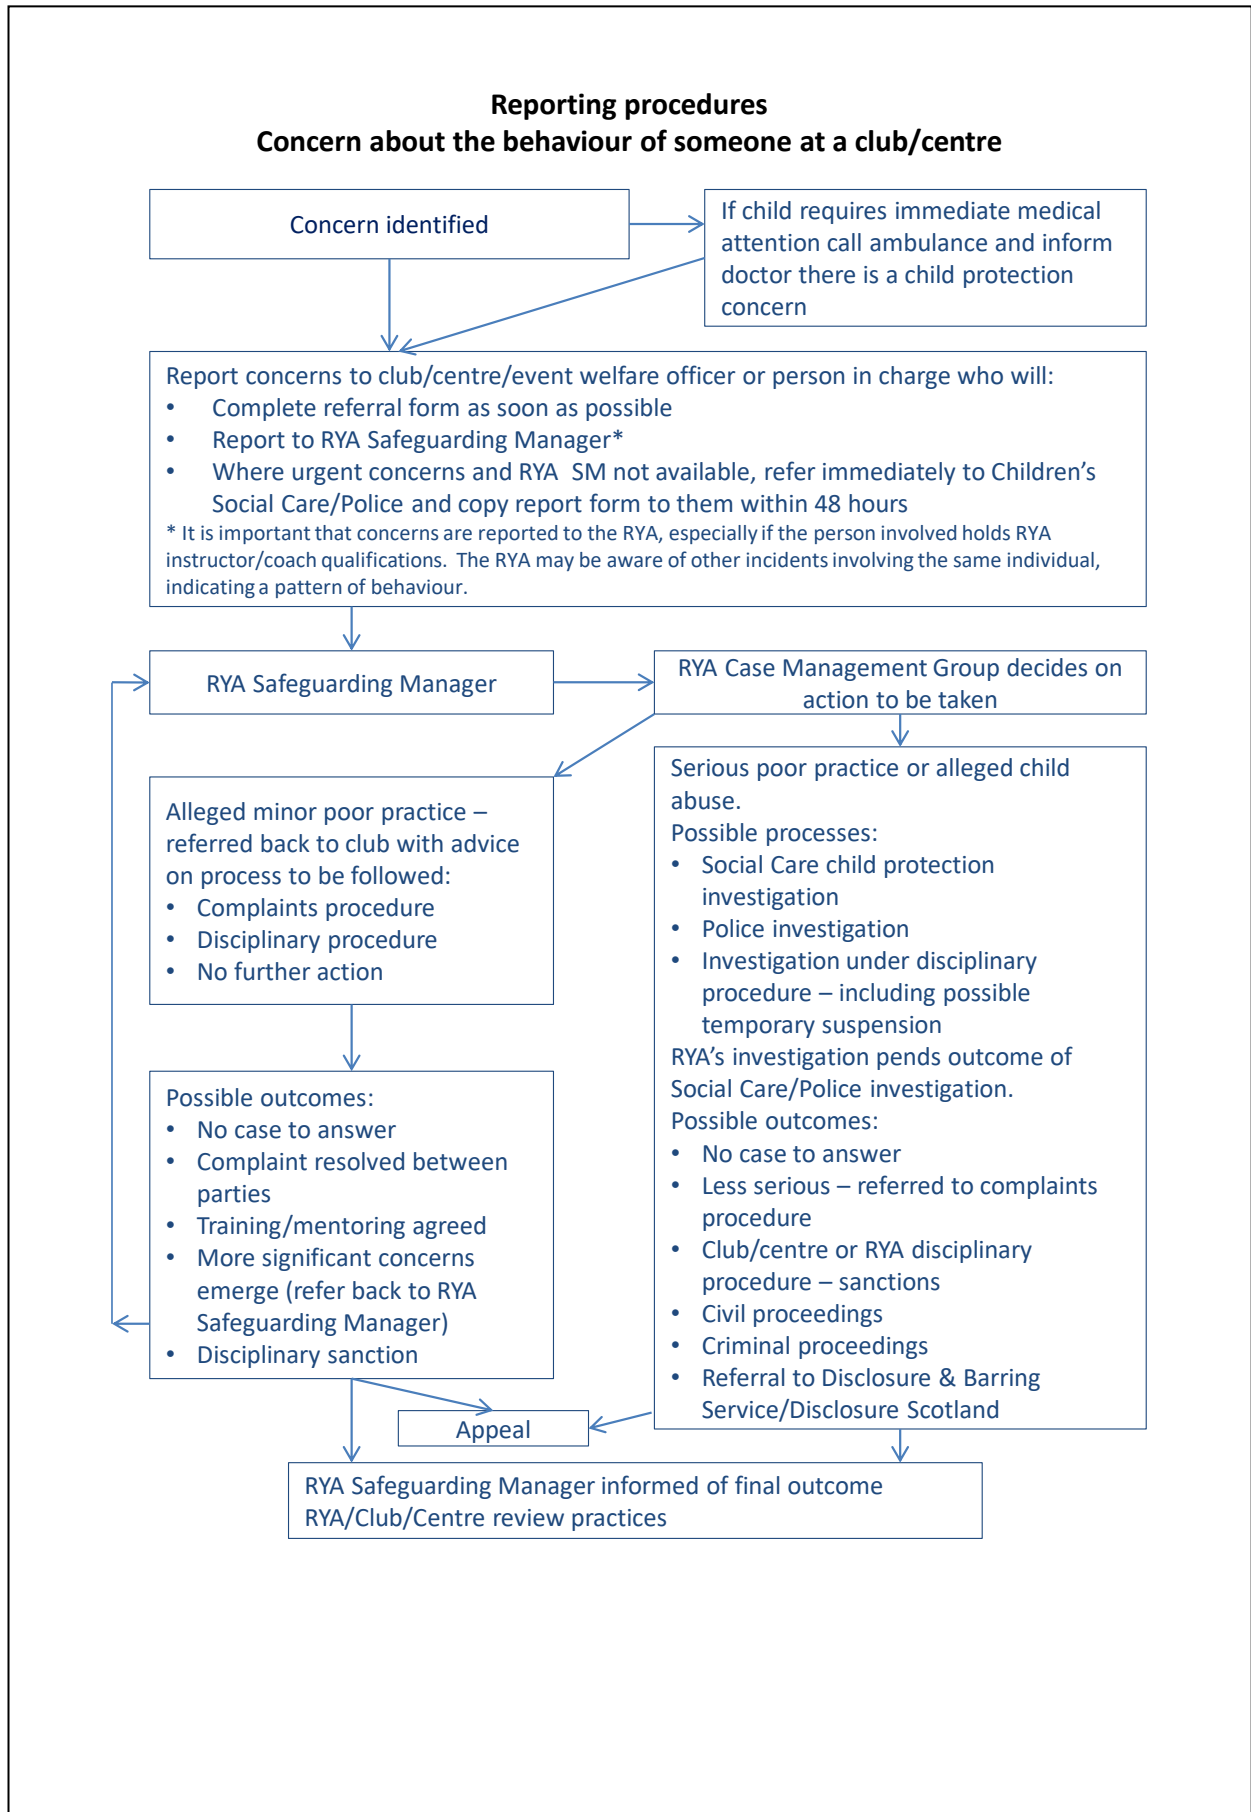 Reporting procedures
Concern about the behaviour of someone at a club/centre
Concern identified
If child requires immediate medical
attention call ambulance and inform
doctor there is a child protection
concern
Report concerns to club/centre/event welfare officer or person in charge who will:
• Complete referral form as soon as possible
• Report to RYA Safeguarding Manager*
• Where urgent concerns and RYA  SM not available, refer immediately to Children’s
Social Care/Police and copy report form to them within 48 hours
* It is important that concerns are reported to the RYA, especially if the person involved holds RYA
instructor/coach qualifications.  The RYA may be aware of other incidents involving the same individual,
indicating a pattern of behaviour.
RYA Safeguarding Manager
RYA Case Management Group decides on
action to be taken
Alleged minor poor practice –
referred back to club with advice
on process to be followed:
• Complaints procedure
• Disciplinary procedure
• No further action
Possible outcomes:
• No case to answer
• Complaint resolved between
parties
• Training/mentoring agreed
• More significant concerns
emerge (refer back to RYA
Safeguarding Manager)
• Disciplinary sanction
Serious poor practice or alleged child
abuse.
Possible processes:
• Social Care child protection
investigation
• Police investigation
• Investigation under disciplinary
procedure – including possible
temporary suspension
RYA’s investigation pends outcome of
Social Care/Police investigation.
Possible outcomes:
• No case to answer
• Less serious – referred to complaints
procedure
• Club/centre or RYA disciplinary
procedure – sanctions
• Civil proceedings
• Criminal proceedings
• Referral to Disclosure & Barring
Service/Disclosure Scotland
Appeal
RYA Safeguarding Manager informed of final outcome
RYA/Club/Centre review practices